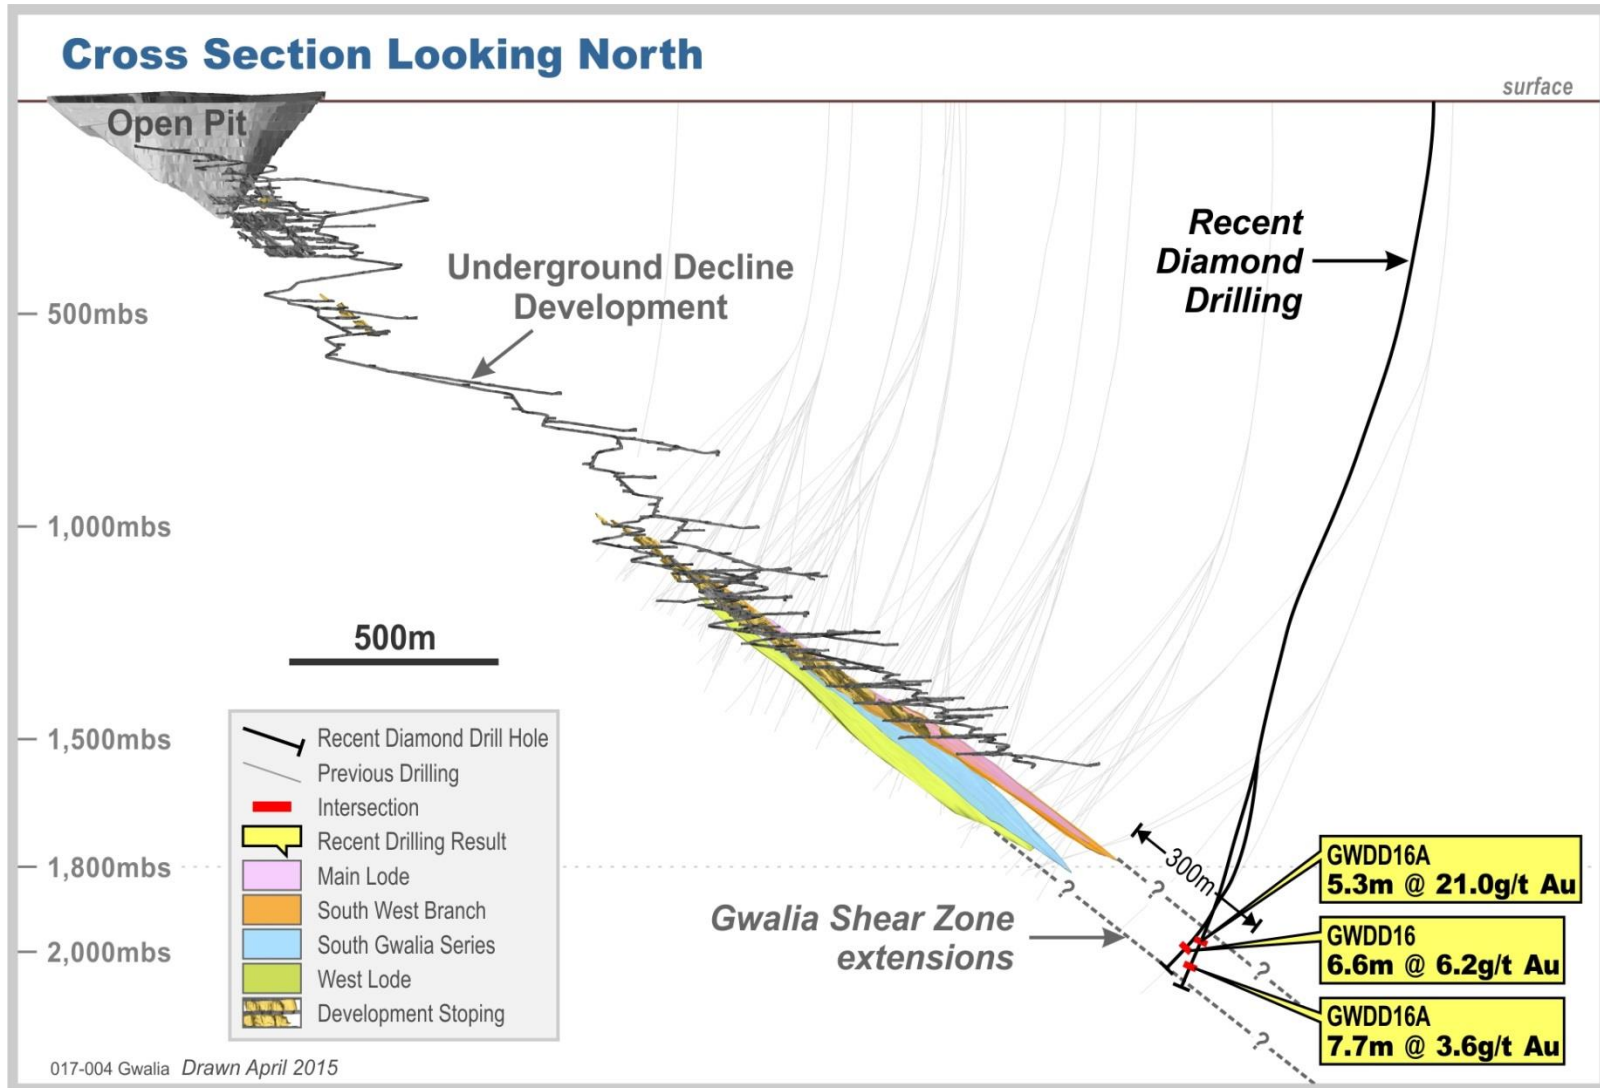 Cross Section Looking North
surface
Open Pit
Recent
Diamond
Drilling
Underground Decline
Development
500mbs
1,000mbs
500m
1,500mbs
1,800mbs
2,000mbs
Recent Diamond Drill Hole
Previous Drilling
Intersection
Recent Drilling Result
Main Lode
South West Branch
South Gwalia Series
West Lode
Development Stoping
300m
?
?
?
?
Gwalia Shear Zone
extensions
GWDD16A
5.3m @ 21.0g/t Au
GWDD16
6.6m @ 6.2g/t Au
GWDD16A
7.7m @ 3.6g/t Au
017-004 Gwalia Drawn April 2015